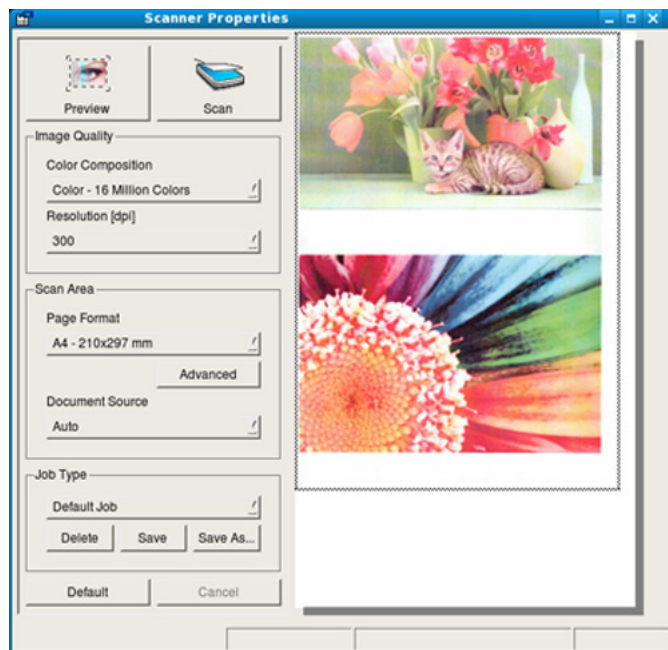 Scanner Properties
Preview
Scan
Image Quality
Color Composition
Color - 16 Million Colors
Resolution [dpi]
300
Scan Area
Page Format
A4 - 210x297 mm
Advanced
Document Source
Auto
Job Type
Default Job
Delete Save Save As...
Default Cancel